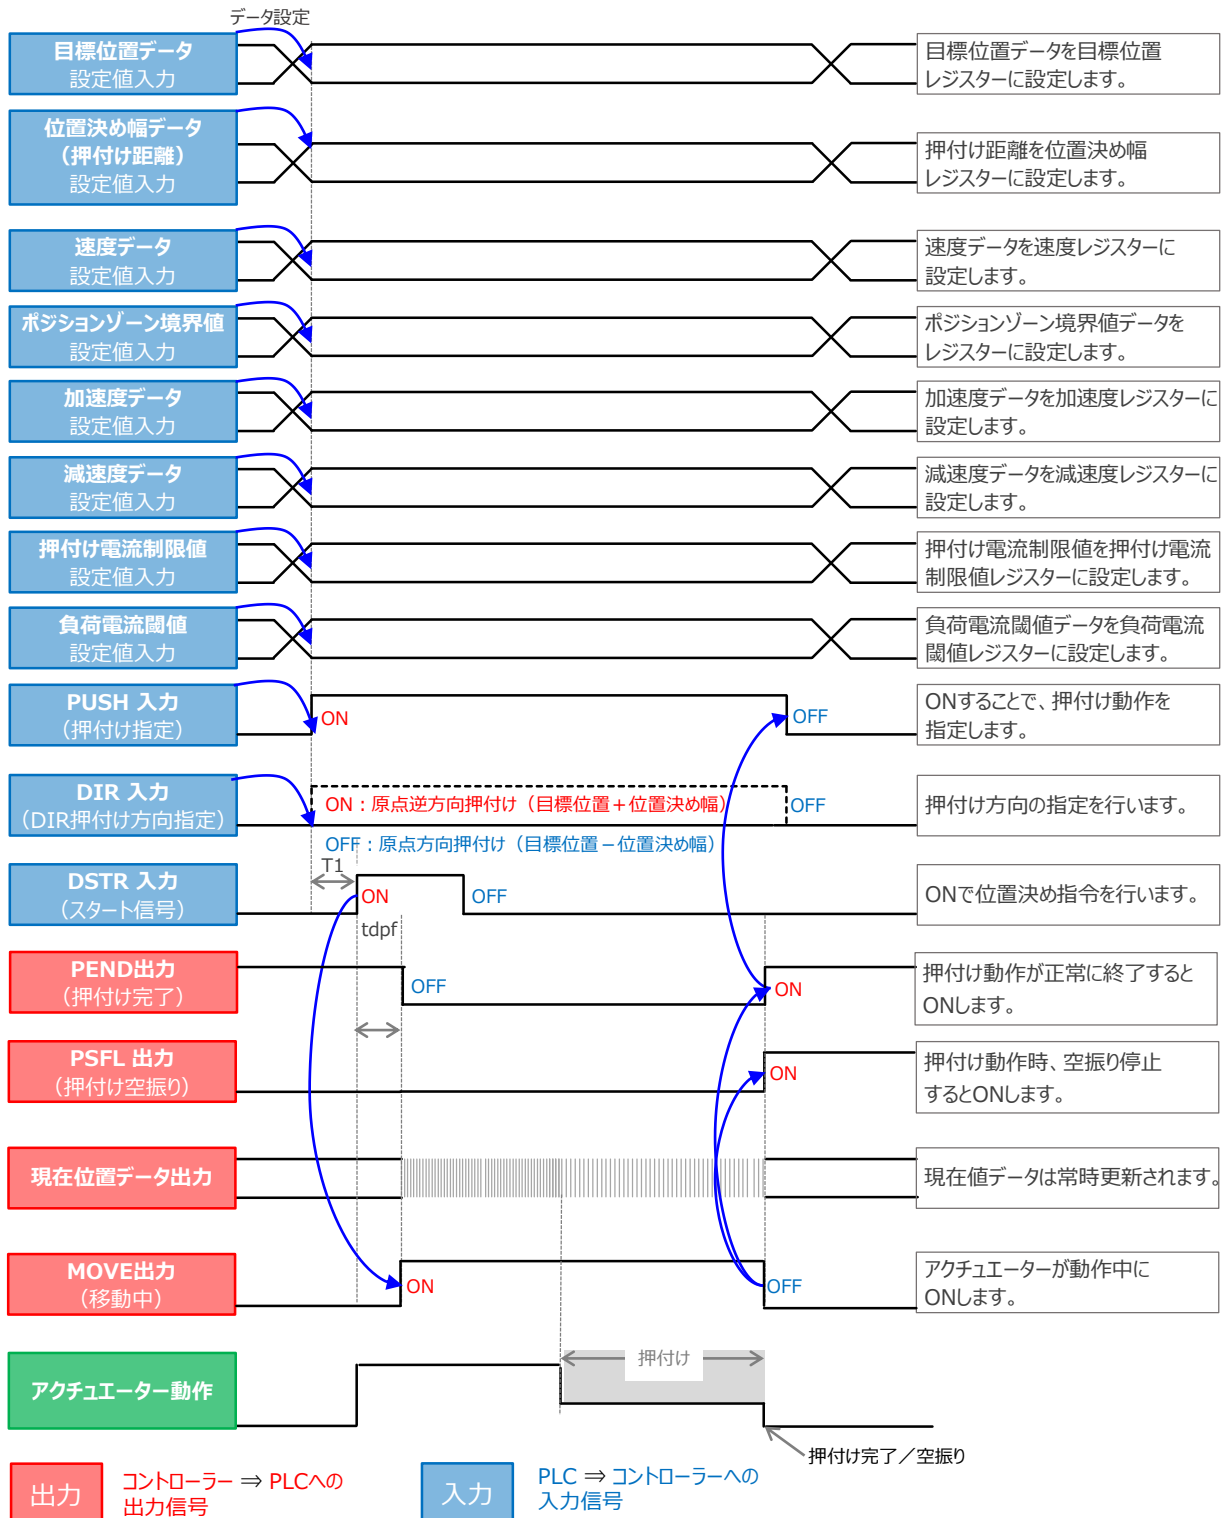 データ設定
目標位置データ
設定値入力
目標位置データを目標位置
レジスターに設定します。
位置決め幅データ
（押付け距離）
設定値入力
押付け距離を位置決め幅
レジスターに設定します。
速度データ
設定値入力
速度データを速度レジスターに
設定します。
ポジションゾーン境界値
設定値入力
ポジションゾーン境界値データを
レジスターに設定します。
加速度データ
設定値入力
加速度データを加速度レジスターに
設定します。
減速度データ
設定値入力
減速度データを減速度レジスターに
設定します。
押付け電流制限値
設定値入力
押付け電流制限値を押付け電流
制限値レジスターに設定します。
負荷電流閾値
設定値入力
負荷電流閾値データを負荷電流
閾値レジスターに設定します。
PUSH 入力
（押付け指定）
ON
OFF
ONすることで、押付け動作を
指定します。
DIR 入力
（DIR押付け方向指定）
ON：原点逆方向押付け（目標位置＋位置決め幅）
OFF
押付け方向の指定を行います。
OFF：原点方向押付け（目標位置－位置決め幅）
T1
DSTR 入力
（スタート信号）
ON
OFF
ONで位置決め指令を行います。
tdpf
PEND出力
（押付け完了）
OFF
ON
押付け動作が正常に終了すると
ONします。
PSFL 出力
（押付け空振り）
ON
押付け動作時、空振り停止
するとONします。
現在位置データ出力
現在値データは常時更新されます。
MOVE出力
（移動中）
ON
OFF
アクチュエーターが動作中に
ONします。
アクチュエーター動作
押付け
押付け完了／空振り
出力
コントローラー ⇒ PLCへの
出力信号
入力
PLC ⇒ コントローラーへの
入力信号